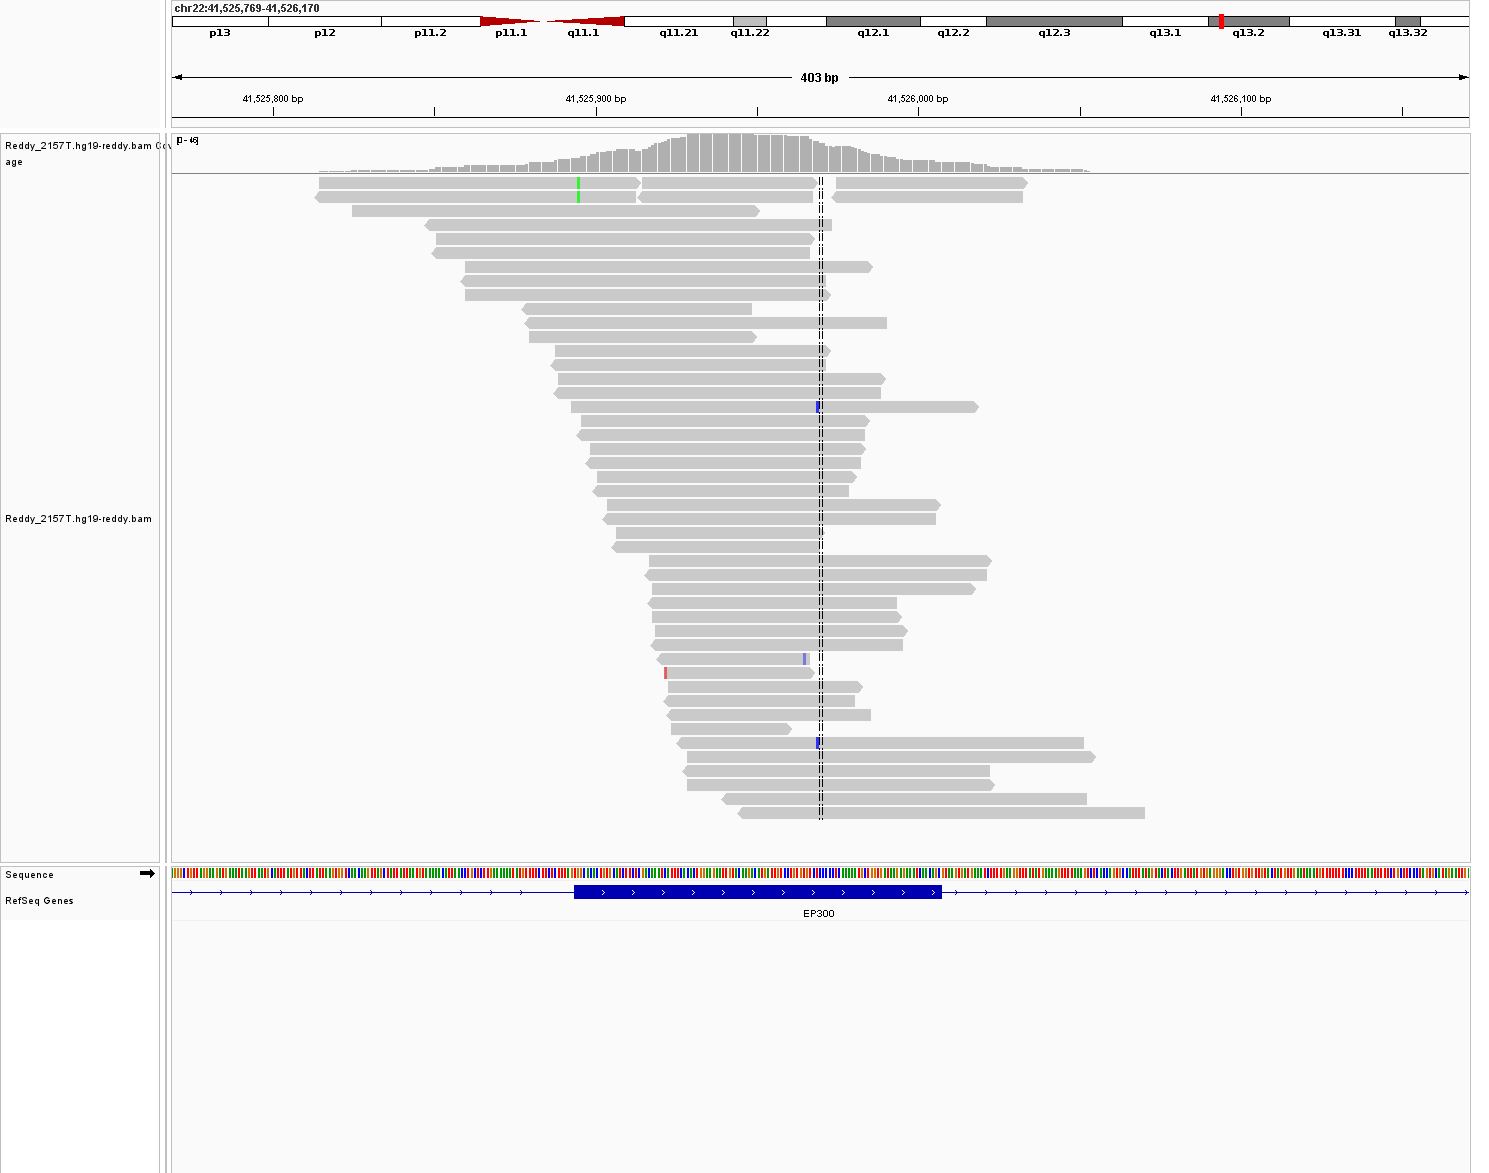 chr22:41,525,769-41,526,170
p13 p12 p11.2 p11.1 q11.1 q11.21 q11.22 q12.1 q12.2 q12.3 q13.1 q13.2 q13.31 q13.32
403 bp
41,525,800 bp 41,525,900 bp 41,526,000 bp 41,526,100 bp
[0 - 46]
Reddy_2157T.hg19-reddy.bam Cov
age
Reddy_2157T.hg19-reddy.bam
Sequence
RefSeq Genes
EP300